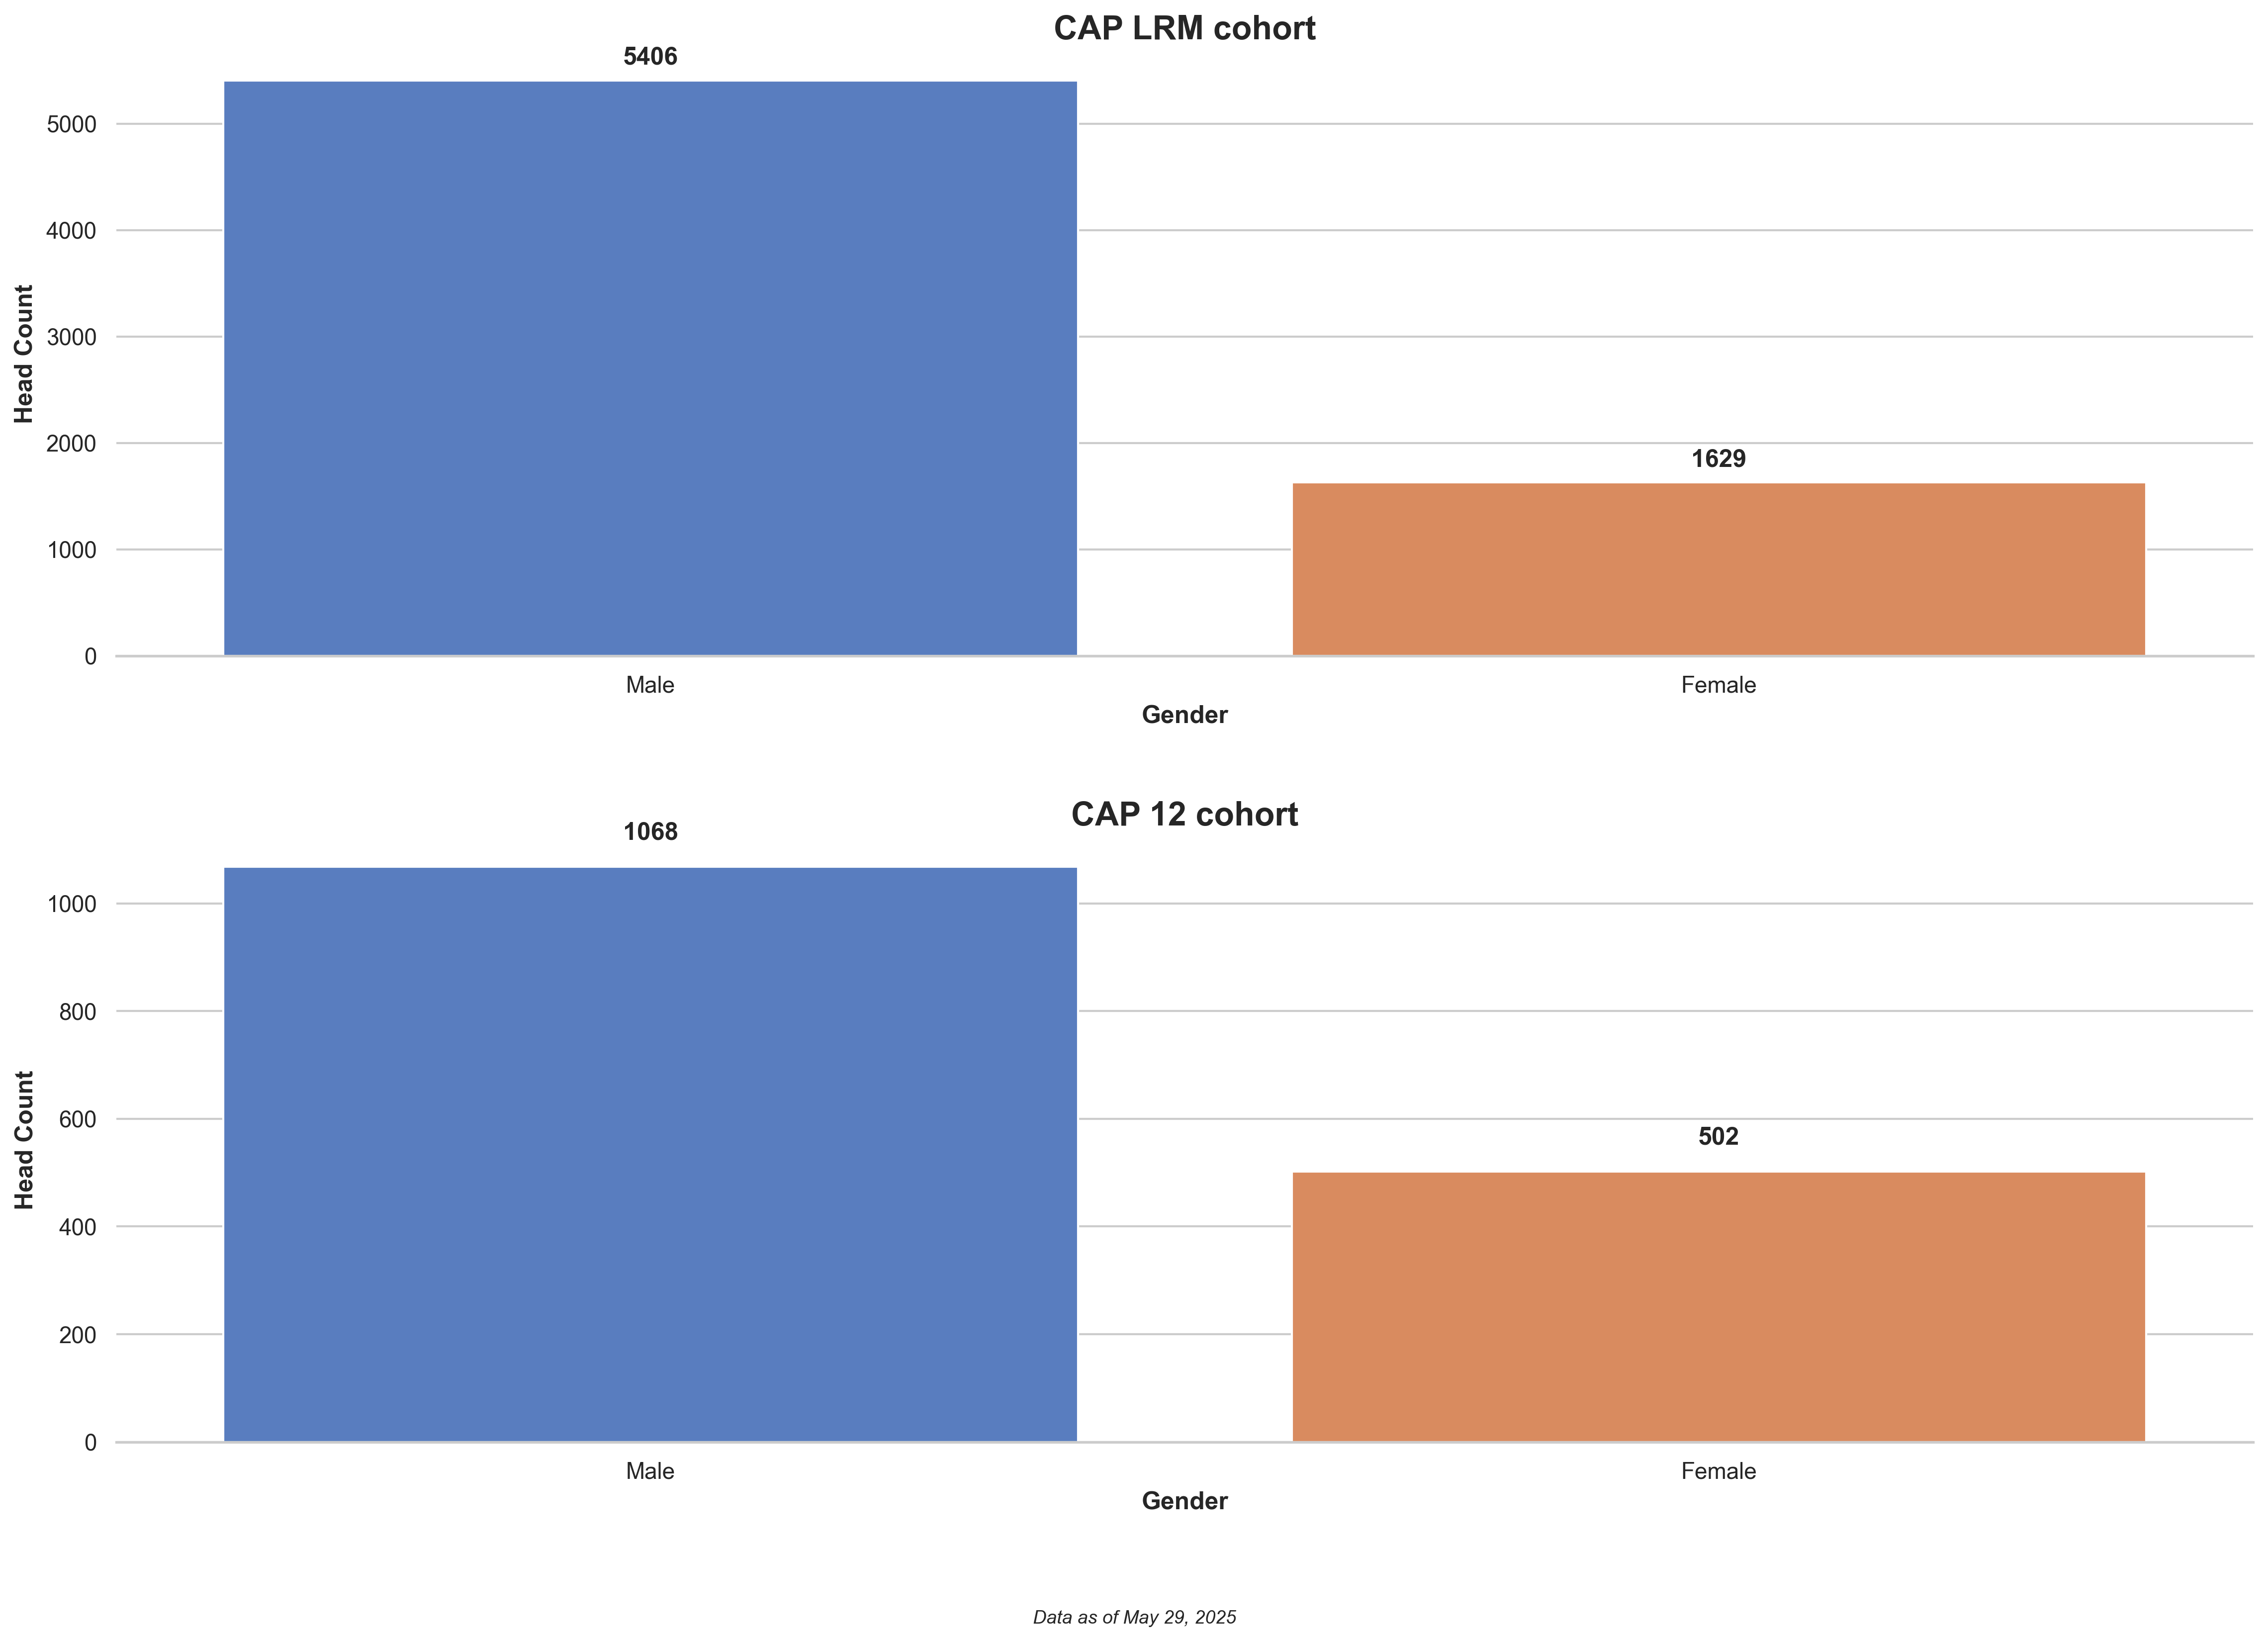 CAP LRM cohort
5406
5000
4000
3000
2000
1629
1000
0
Head Count
Male
Female
Gender
CAP 12 cohort
1068
1000
800
600
502
400
200
0
Head Count
Male
Female
Gender
Data as of May 29, 2025